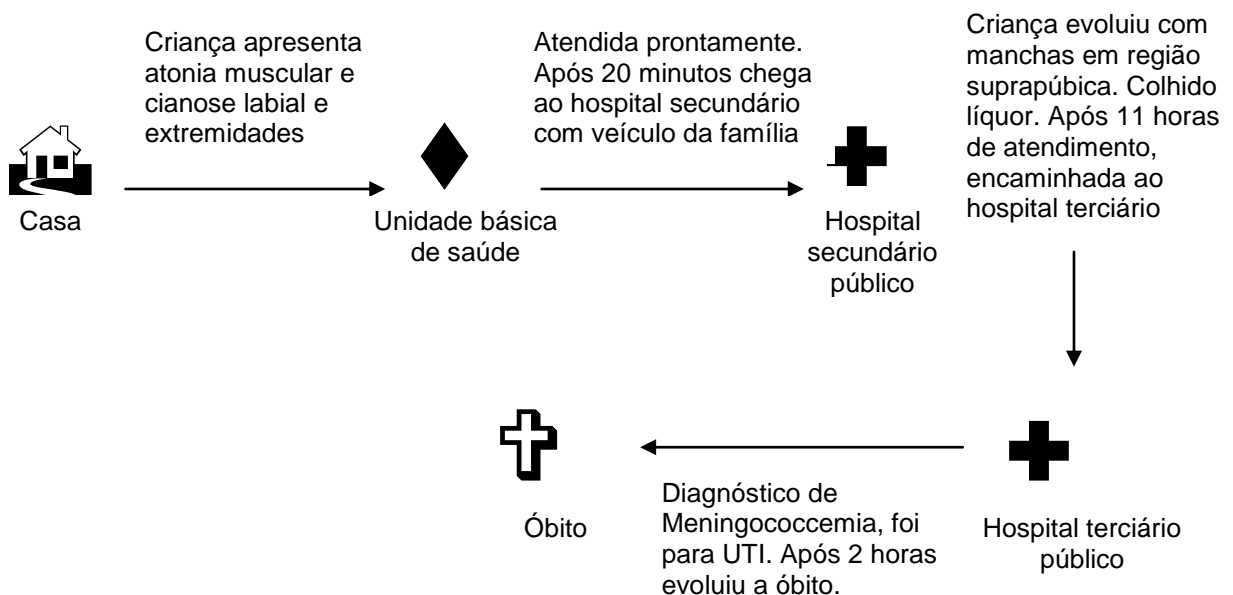 Criança apresenta
atonia muscular e
cianose labial e
extremidades
Atendida prontamente.
Após 20 minutos chega
ao hospital secundário
com veículo da família
Criança evoluiu com
manchas em região
suprapúbica. Colhido
líquor. Após 11 horas
de atendimento,
encaminhada ao
hospital terciário
Casa
Unidade básica
de saúde
Hospital
secundário
público
Óbito
Diagnóstico de
Meningococcemia, foi
para UTI. Após 2 horas
evoluiu a óbito.
Hospital terciário
público